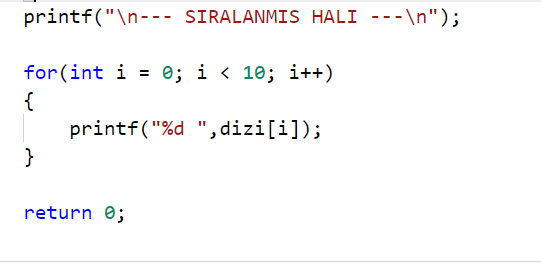 printf("\n--- SIRALANMIS HALI ---\n");
for(int i = 0; i < 10; i++)
{
printf("%d ",dizi[i]);
}
return 0;